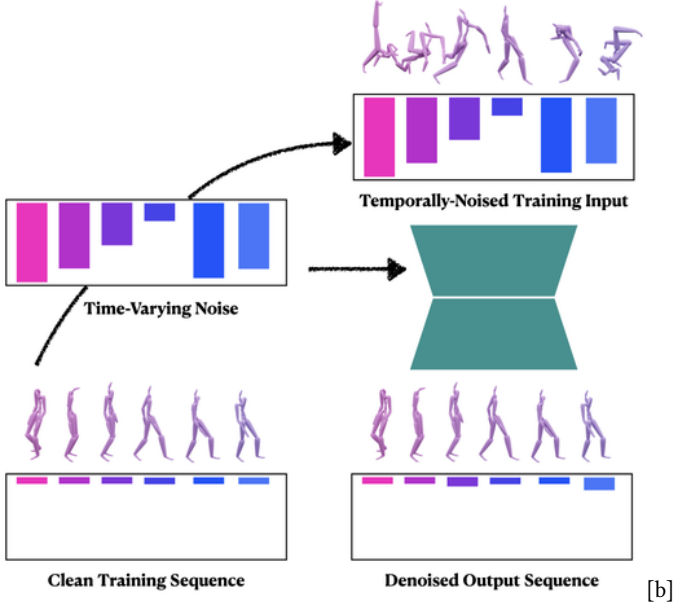 Temporally-Noised Training Input
Time-Varying Noise
Clean Training Sequence
Denoised Output Sequence
[b]